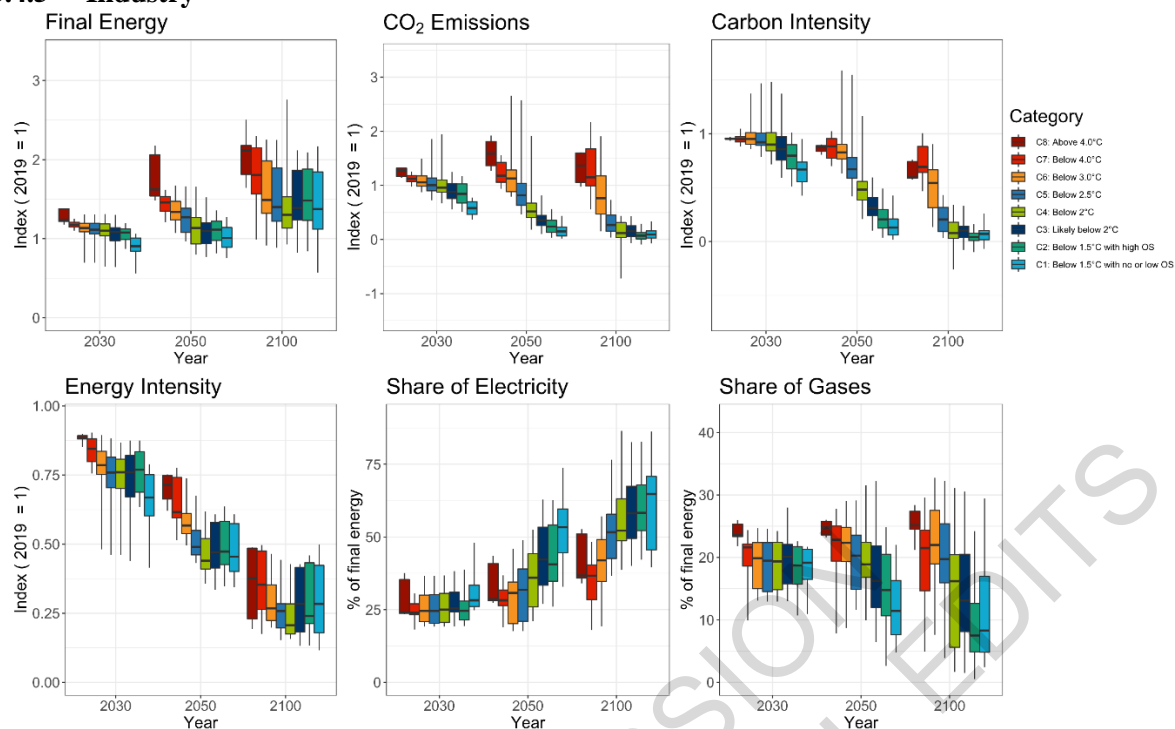 Industry
Final Energy
CO₂ Emissions
Carbon Intensity
Index ( 2019 = 1)
3
2
1
0
2030 2050 2100
Year
Index ( 2019 = 1)
3
2
1
0
-1
2030 2050 2100
Year
Index ( 2019 = 1)
1
0
2030 2050 2100
Year
Category
C8: Above 4.0°C
C7: Below 4.0°C
C6: Below 3.0°C
C5: Below 2.5°C
C4: Below 2°C
C3: Likely below 2°C
C2: Below 1.5°C with high OS
C1: Below 1.5°C with no or low OS
Energy Intensity
Share of Electricity
Share of Gases
Index ( 2019 = 1)
1.00
0.75
0.50
0.25
0.00
2030 2050 2100
Year
% of final energy
75
50
25
0
2030 2050 2100
Year
% of final energy
40
30
20
10
0
2030 2050 2100
Year
EDITS